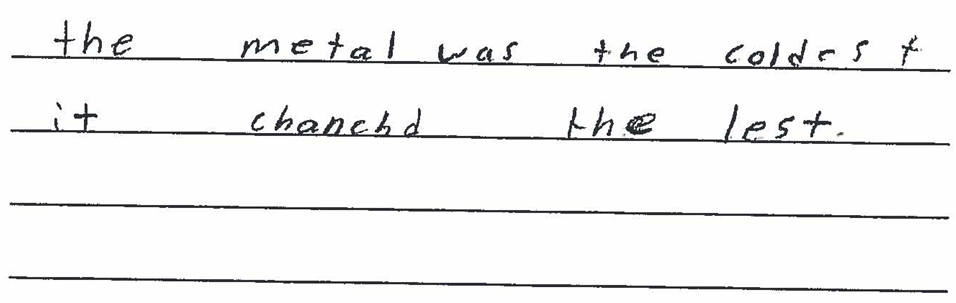 the metal was the coldest
it chanchd the lest.